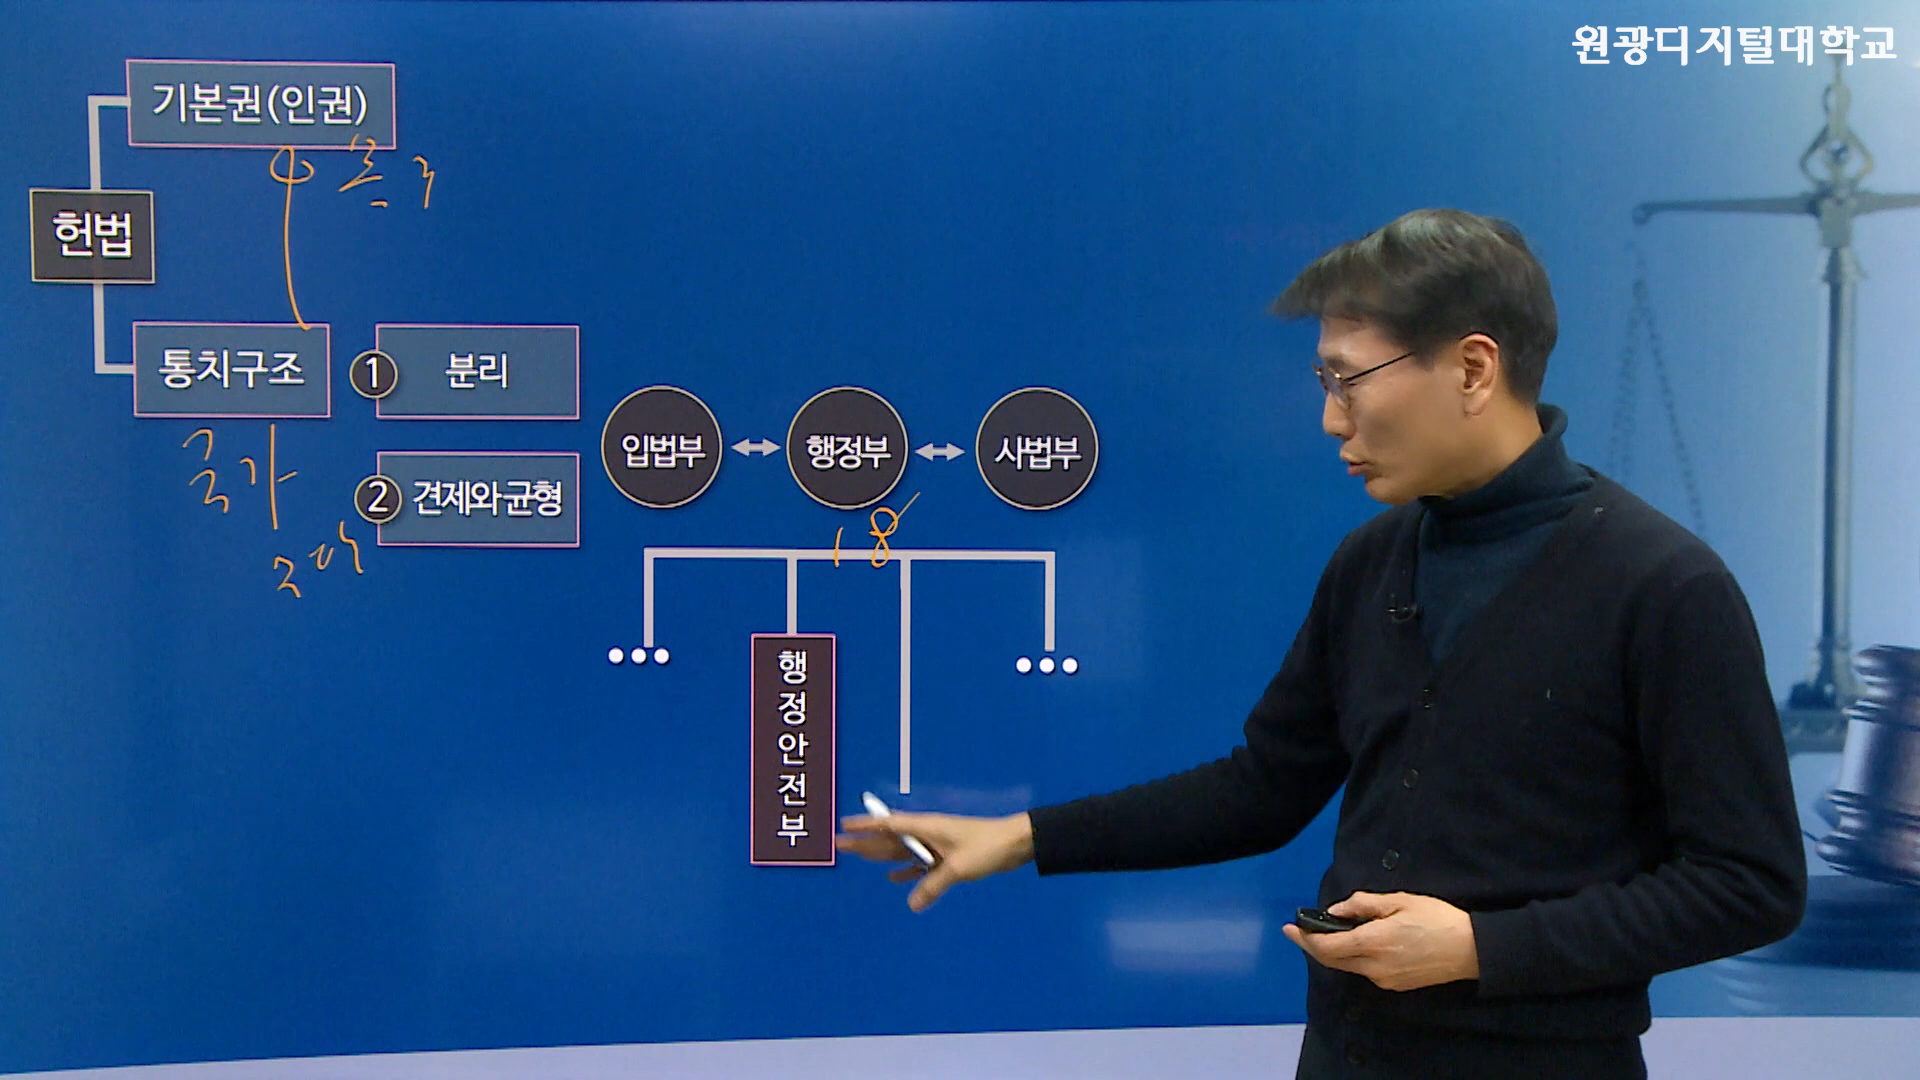 원광디지털대학교
기본권(인권)
헌법
통치구조
1 분리
2 견제와 균형
국가
입법부
행정부
사법부
18
행정안전부